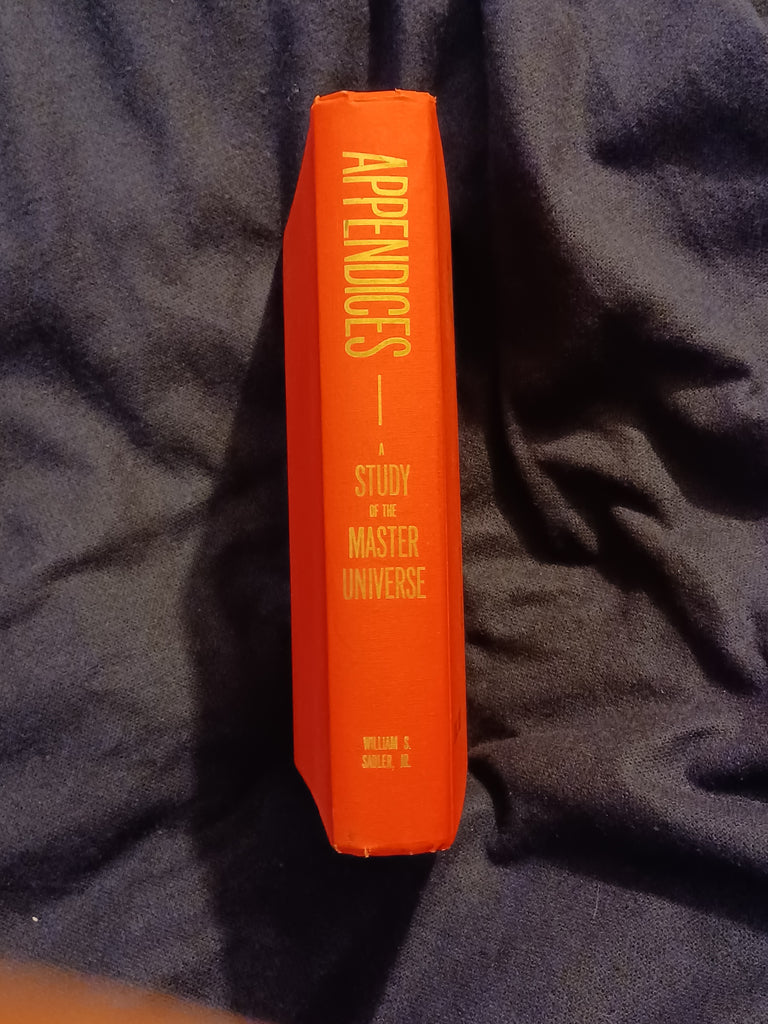 APPENDICES —
A
STUDY
OF THE
MASTER
UNIVERSE
WILLIAM S.
SADLER, JR.